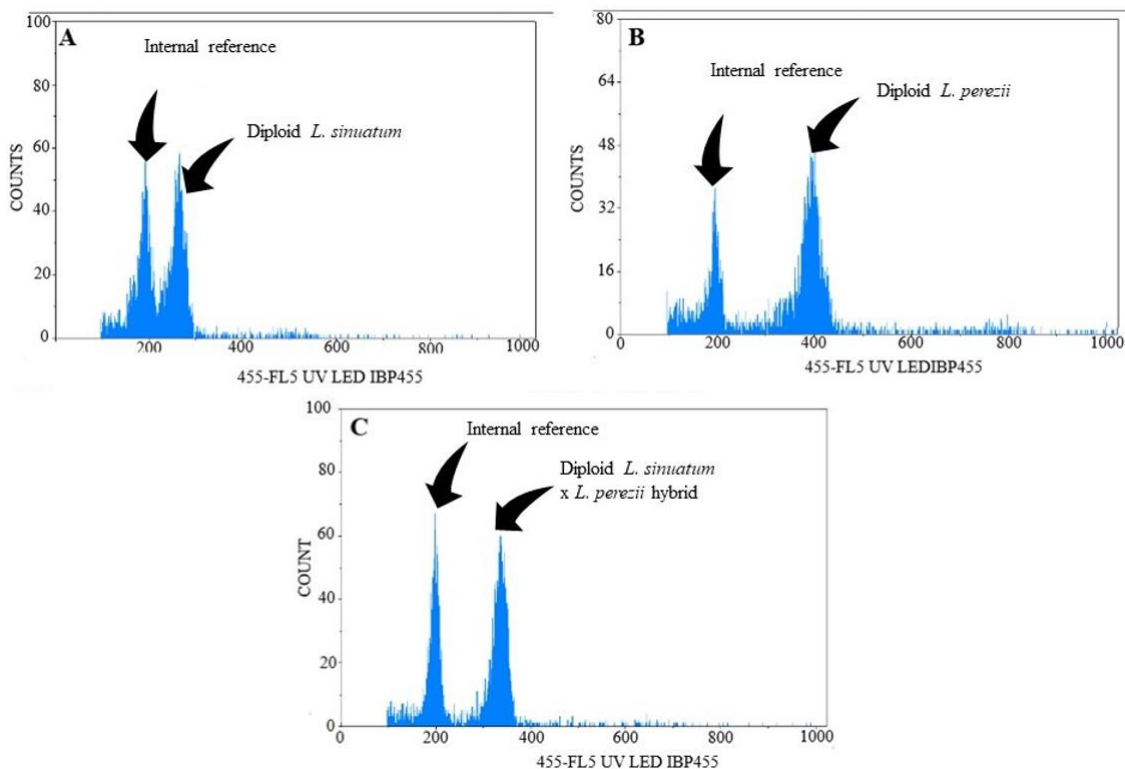 A
Internal reference
Diploid L. sinuatum
100
80
60
40
20
0
COUNTS
200
400
600
800
1000
455-FL5 UV LED IBP455
B
Internal reference
Diploid L. perezii
80
64
48
32
16
0
COUNTS
0
200
400
600
800
1000
455-FL5 UV LEDIBP455
C
Internal reference
Diploid L. sinuatum
x L. perezii hybrid
100
80
60
40
20
0
COUNT
0
200
400
600
800
1000
455-FL5 UV LED IBP455